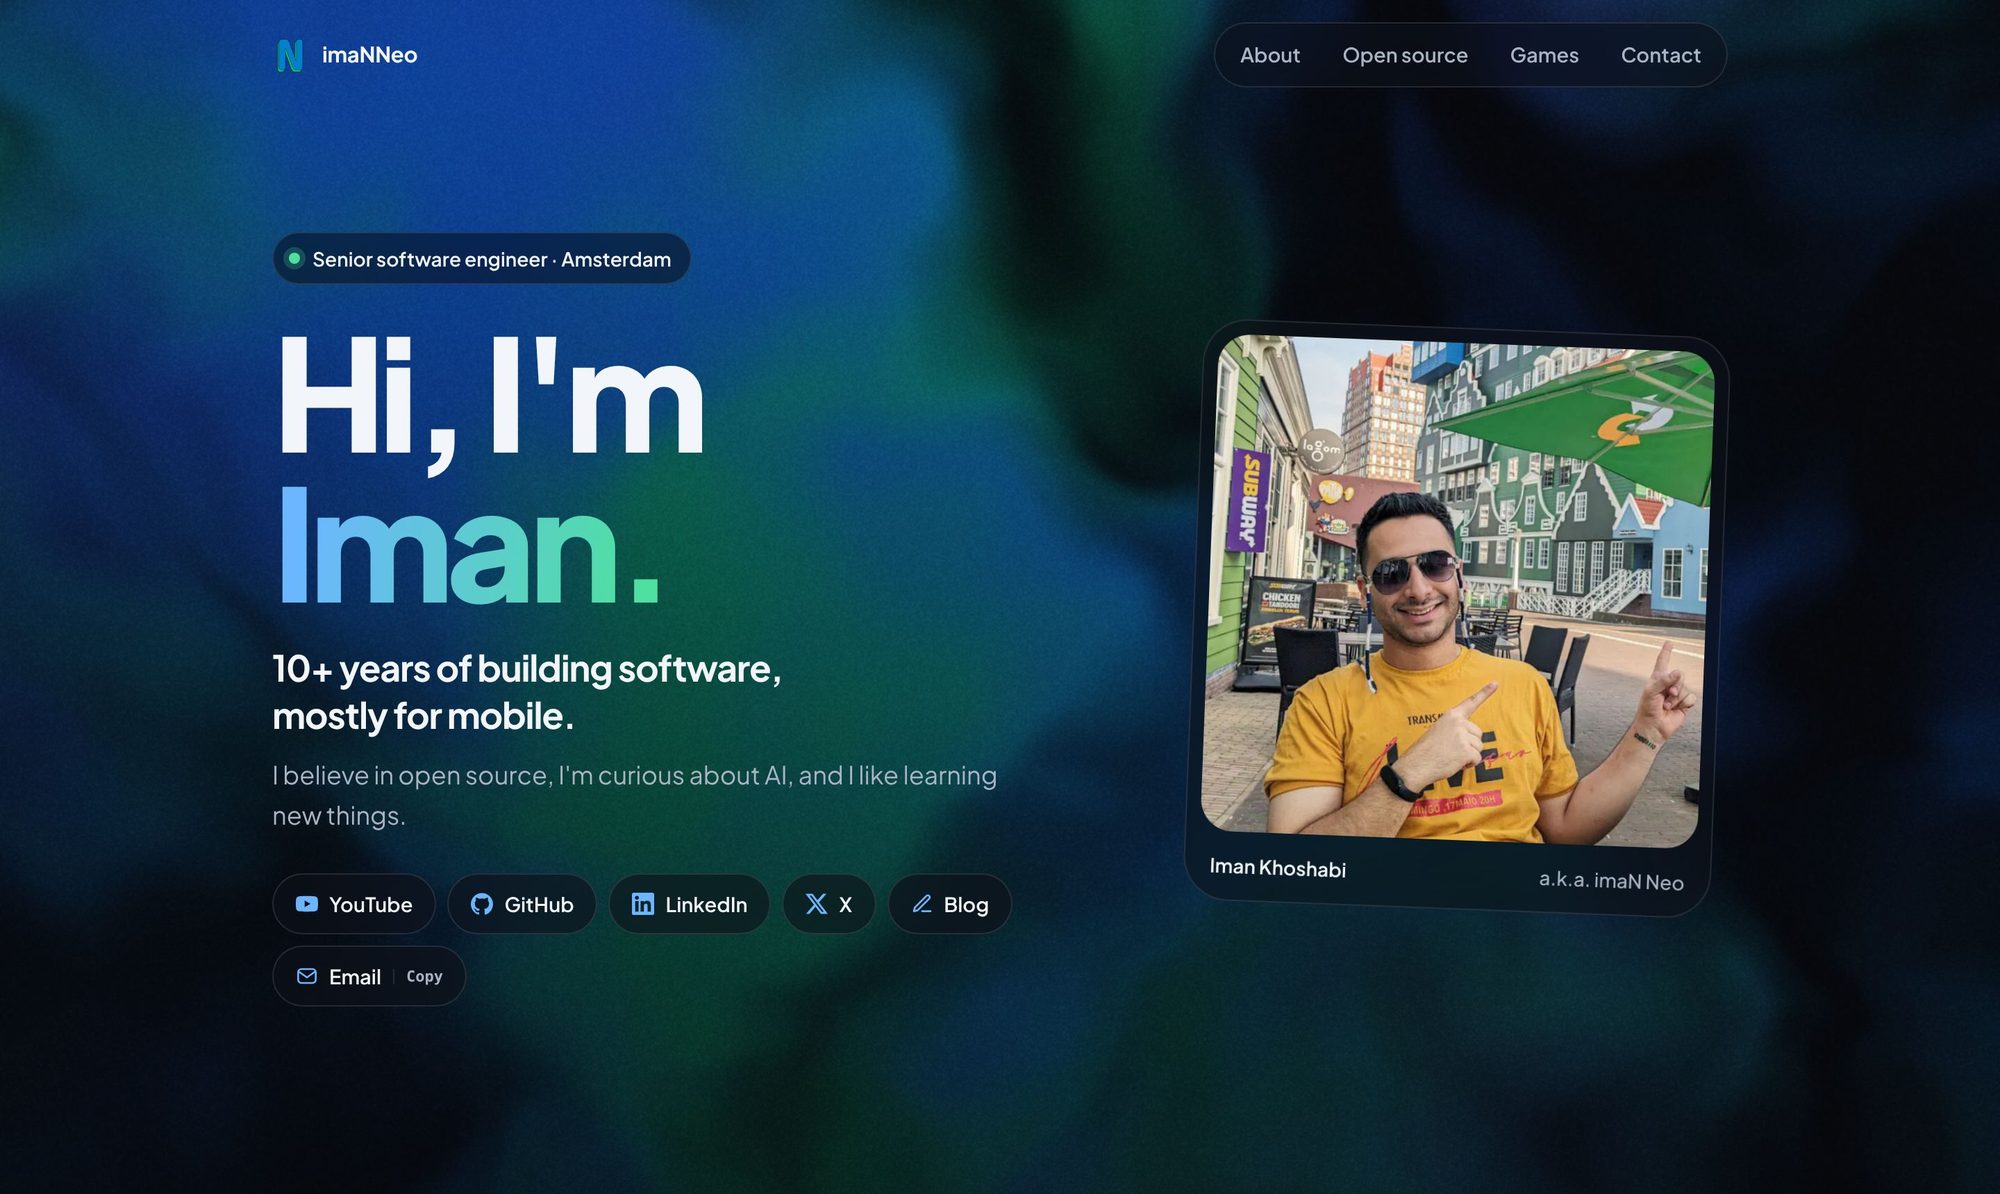 imaNNeo
About
Open source
Games
Contact
Senior software engineer · Amsterdam
Hi, I'm
Iman.
10+ years of building software,
mostly for mobile.
I believe in open source, I'm curious about AI, and I like learning
new things.
YouTube
GitHub
LinkedIn
X
Blog
Email
Copy
lagom
SUBWAY
CHICKEN
TANDOORI
Iman Khoshabi
a.k.a. imaN Neo